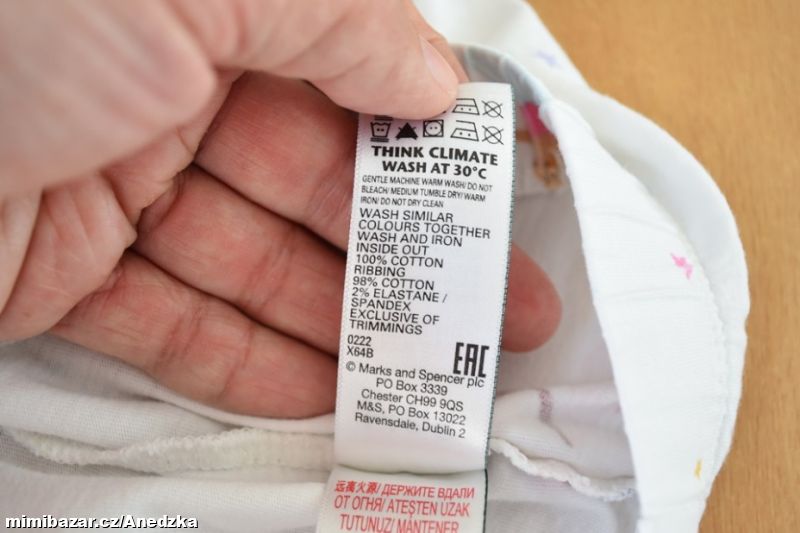 THINK CLIMATE
WASH AT 30°C
GENTLE MACHINE WARM WASH/ DO NOT
BLEACH/ MEDIUM TUMBLE DRY/ WARM
IRON/ DO NOT DRY CLEAN
WASH SIMILAR
COLOURS TOGETHER
WASH AND IRON
INSIDE OUT
100% COTTON
RIBBING
98% COTTON
2% ELASTANE /
SPANDEX
EXCLUSIVE OF
TRIMMINGS
0222
X64B
EAC
© Marks and Spencer plc
PO Box 3339
Chester CH99 9QS
M&S, PO Box 13022
Ravensdale, Dublin 2
远离火源/ ДЕРЖИТЕ ВДАЛИ
ОТ ОГНЯ/ ATEŞTEN UZAK
TUTUNUZ/ MANTENER
mimibazar.cz/Anedzka